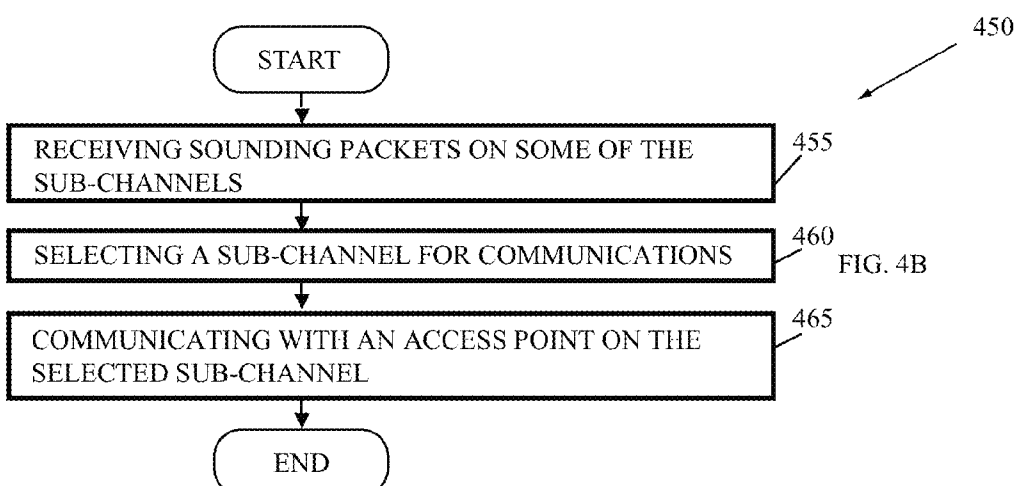 450
START
RECEIVING SOUNDING PACKETS ON SOME OF THE
SUB-CHANNELS
455
SELECTING A SUB-CHANNEL FOR COMMUNICATIONS
460
FIG. 4B
COMMUNICATING WITH AN ACCESS POINT ON THE
SELECTED SUB-CHANNEL
465
END